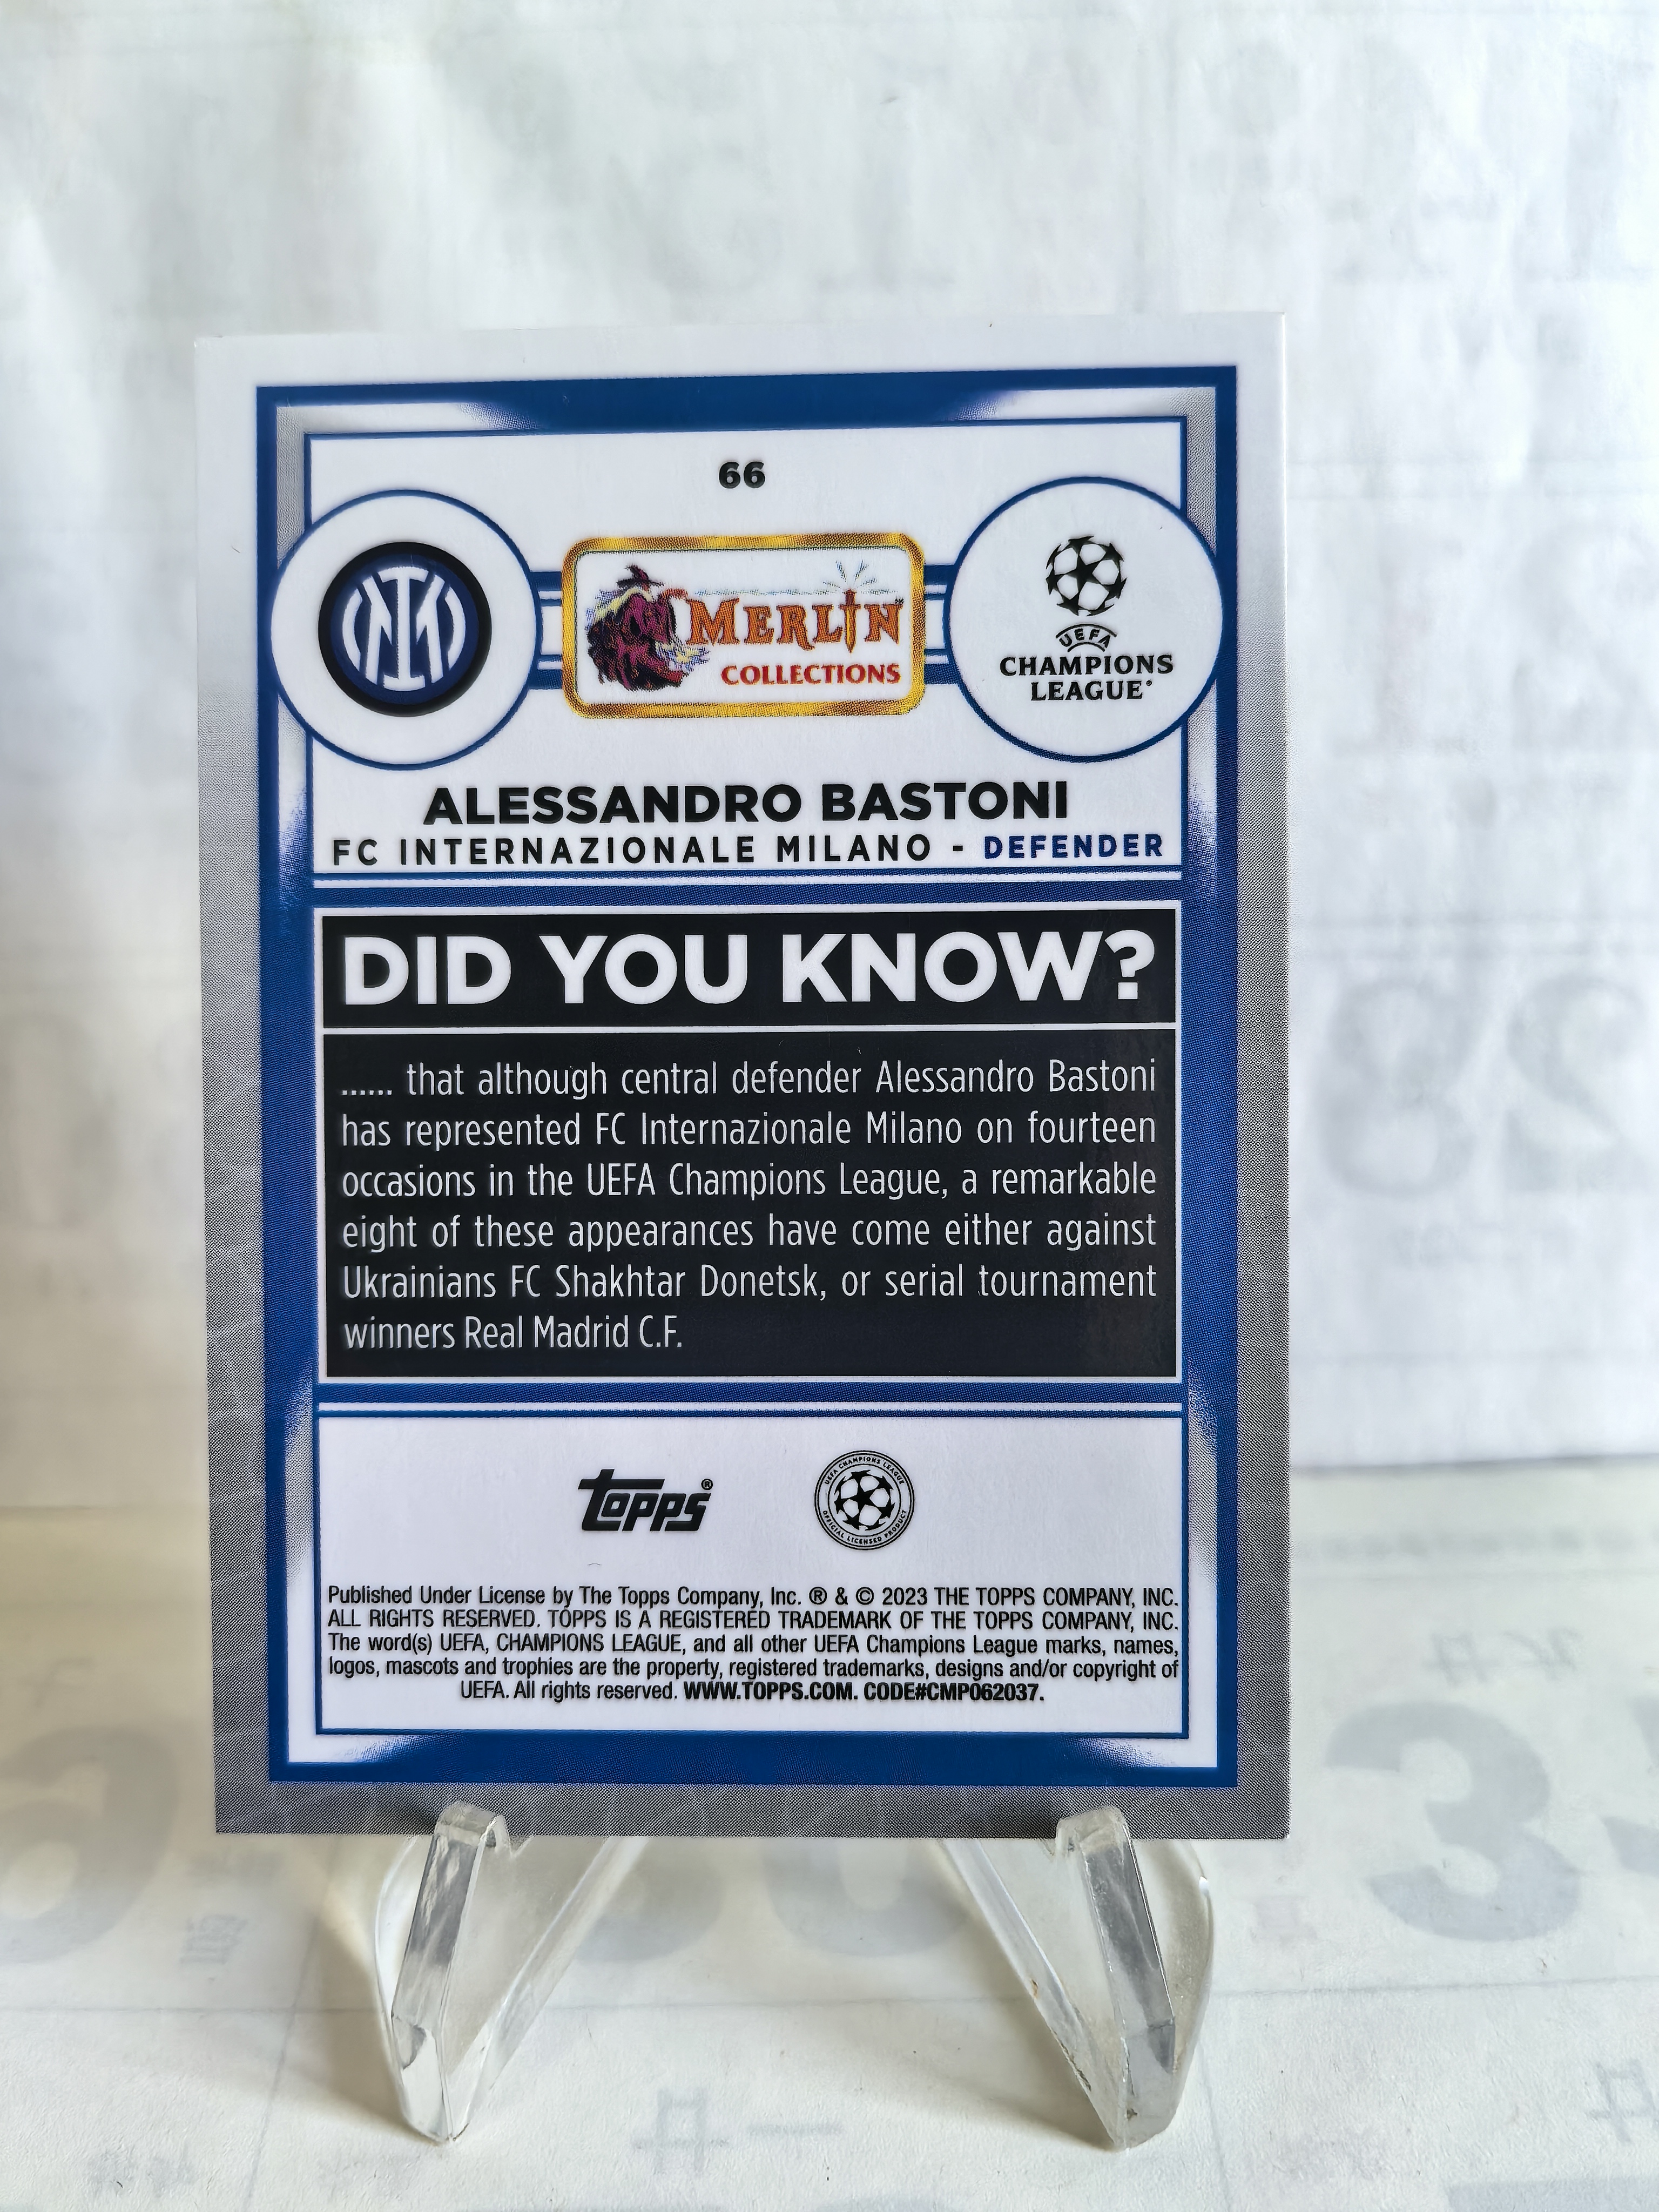 66
MERLIN
COLLECTIONS
UEFA
CHAMPIONS
LEAGUE
ALESSANDRO BASTONI
FC INTERNAZIONALE MILANO - DEFENDER
DID YOU KNOW?
...... that although central defender Alessandro Bastoni
has represented FC Internazionale Milano on fourteen
occasions in the UEFA Champions League, a remarkable
eight of these appearances have come either against
Ukrainians FC Shakhtar Donetsk, or serial tournament
winners Real Madrid C.F.
topps®
UEFA CHAMPIONS LEAGUE
OFFICIAL LICENSED PRODUCT
Published Under License by The Topps Company, Inc. ® & © 2023 THE TOPPS COMPANY, INC.
ALL RIGHTS RESERVED. TOPPS IS A REGISTERED TRADEMARK OF THE TOPPS COMPANY, INC.
The word(s) UEFA, CHAMPIONS LEAGUE, and all other UEFA Champions League marks, names,
logos, mascots and trophies are the property, registered trademarks, designs and/or copyright of
UEFA. All rights reserved. WWW.TOPPS.COM. CODE#CMP062037.